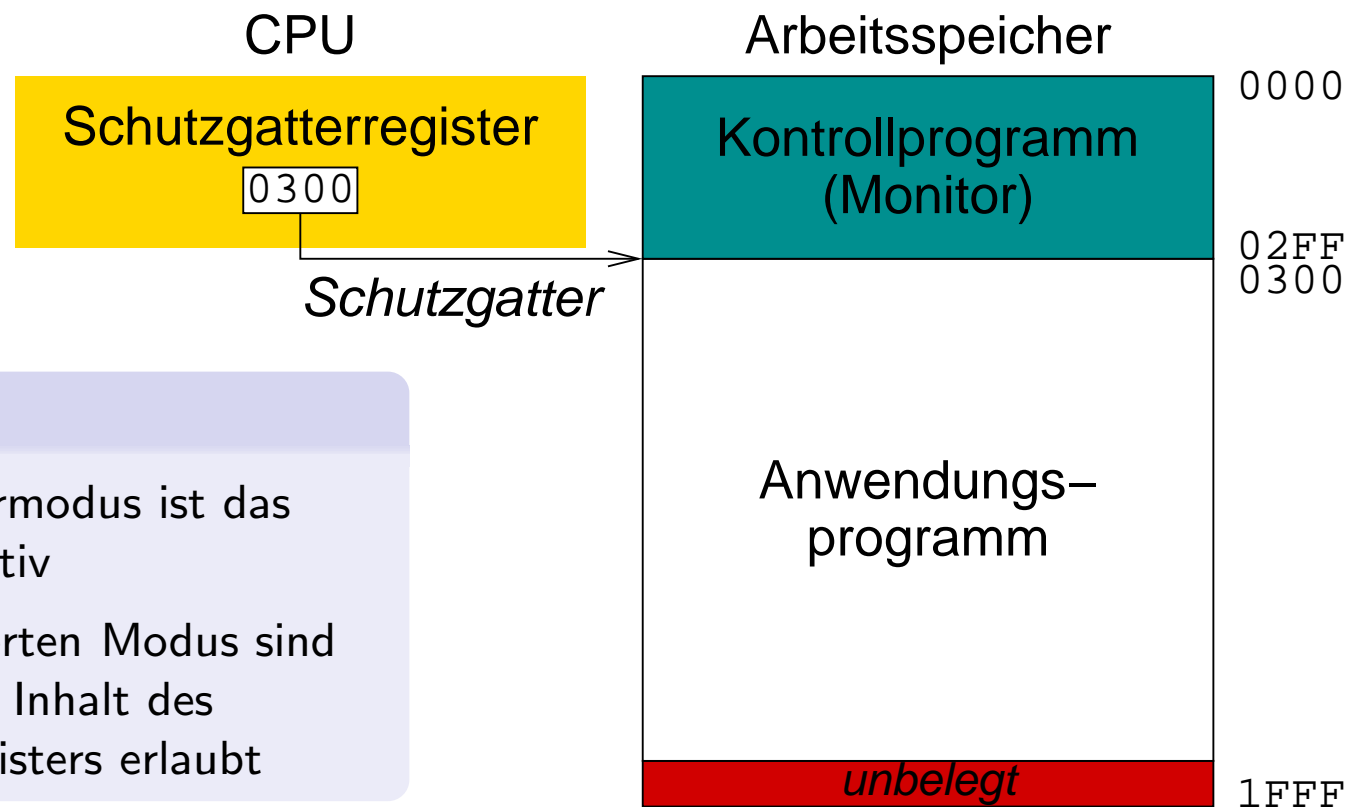 CPU
Arbeitsspeicher
Schutzgatterregister
0300
Schutzgatter
Kontrollprogramm
(Monitor)
0000
02FF
0300
Anwendungs–
programm
unbelegt
1FFF
rmodus ist das
tiv
rten Modus sind
Inhalt des
isters erlaubt